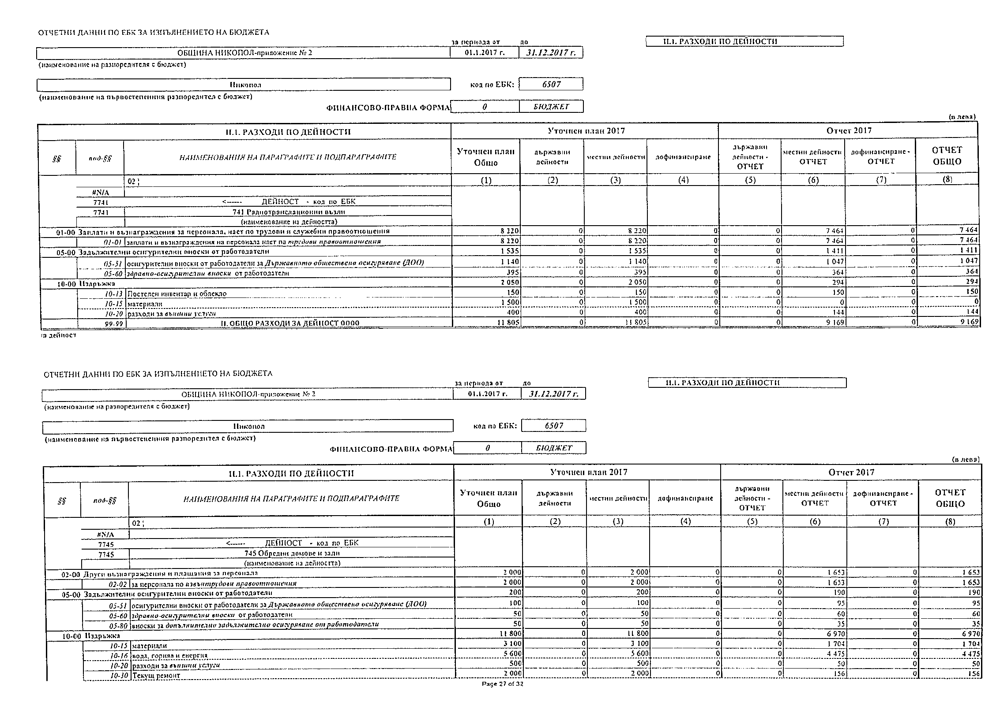 ОТЧЕТНИ ДАННИ ПО ЕБК ЗА ИЗПЪЛНЕНИЕТО НА БЮДЖЕТА
за периода от до II.1. РАЗХОДИ ПО ДЕЙНОСТИ
ОБЩИНА НИКОПОЛ-приложение № 2 01.1.2017 г. 31.12.2017 г.
(наименование на разпоредителя с бюджет)
Никопол код по ЕБК: 6507
(наименование на първостепенния разпоредител с бюджет)
ФИНАНСОВО-ПРАВНА ФОРМА 0 БЮДЖЕТ
(в лева)
II.1. РАЗХОДИ ПО ДЕЙНОСТИ Уточнен план 2017 Отчет 2017
§§ под-§§ НАИМЕНОВАНИЯ НА ПАРАГРАФИТЕ И ПОДПАРАГРАФИТЕ Уточнен план Общо държавни дейности местни дейности дофинансиране държавни дейности - ОТЧЕТ местни дейности ОТЧЕТ дофинансиране - ОТЧЕТ ОТЧЕТ ОБЩО
02 ¦ (1) (2) (3) (4) (5) (6) (7) (8)
#N/A
7741 <------ ДЕЙНОСТ - код по ЕБК
7741 741 Радиотранслационни възли
(наименование на дейността)
01-00 Заплати и възнаграждения за персонала, нает по трудови и служебни правоотношения 8 220 0 8 220 0 0 7 464 0 7 464
01-01 заплати и възнаграждения на персонала нает по трудови правоотношения 8 220 0 8 220 0 0 7 464 0 7 464
05-00 Задължителни осигурителни вноски от работодатели 1 535 0 1 535 0 0 1 411 0 1 411
05-51 осигурителни вноски от работодатели за Държавното обществено осигуряване (ДОО) 1 140 0 1 140 0 0 1 047 0 1 047
05-60 здравно-осигурителни вноски от работодатели 395 0 395 0 0 364 0 364
10-00 Издръжка 2 050 0 2 050 0 0 294 0 294
10-13 Постелен инвентар и облекло 150 0 150 0 0 150 0 150
10-15 материали 1 500 0 1 500 0 0 0 0 0
10-20 разходи за външни услуги 400 0 400 0 0 144 0 144
99-99 II. ОБЩО РАЗХОДИ ЗА ДЕЙНОСТ 0000 11 805 0 11 805 0 0 9 169 0 9 169
за дейност
ОТЧЕТНИ ДАННИ ПО ЕБК ЗА ИЗПЪЛНЕНИЕТО НА БЮДЖЕТА
за периода от до II.1. РАЗХОДИ ПО ДЕЙНОСТИ
ОБЩИНА НИКОПОЛ-приложение № 2 01.1.2017 г. 31.12.2017 г.
(наименование на разпоредителя с бюджет)
Никопол код по ЕБК: 6507
(наименование на първостепенния разпоредител с бюджет)
ФИНАНСОВО-ПРАВНА ФОРМА 0 БЮДЖЕТ
(в лева)
II.1. РАЗХОДИ ПО ДЕЙНОСТИ Уточнен план 2017 Отчет 2017
§§ под-§§ НАИМЕНОВАНИЯ НА ПАРАГРАФИТЕ И ПОДПАРАГРАФИТЕ Уточнен план Общо държавни дейности местни дейности дофинансиране държавни дейности - ОТЧЕТ местни дейности ОТЧЕТ дофинансиране - ОТЧЕТ ОТЧЕТ ОБЩО
02 ¦ (1) (2) (3) (4) (5) (6) (7) (8)
#N/A
7745 <------ ДЕЙНОСТ - код по ЕБК
7745 745 Обредни домове и зали
(наименование на дейността)
02-00 Други възнаграждения и плащания за персонала 2 000 0 2 000 0 0 1 653 0 1 653
02-02 за персонала по извънтрудови правоотношения 2 000 0 2 000 0 0 1 653 0 1 653
05-00 Задължителни осигурителни вноски от работодатели 200 0 200 0 0 190 0 190
05-51 осигурителни вноски от работодатели за Държавното обществено осигуряване (ДОО) 100 0 100 0 0 95 0 95
05-60 здравно-осигурителни вноски от работодатели 50 0 50 0 0 60 0 60
05-80 вноски за допълнително задължително осигуряване от работодатели 50 0 50 0 0 35 0 35
10-00 Издръжка 11 800 0 11 800 0 0 6 970 0 6 970
10-15 материали 3 100 0 3 100 0 0 1 704 0 1 704
10-16 вода, горива и енергия 5 600 0 5 600 0 0 4 475 0 4 475
10-20 разходи за външни услуги 500 0 500 0 0 50 0 50
10-30 Текущ ремонт 2 000 0 2 000 0 0 156 0 156
Page 27 of 32